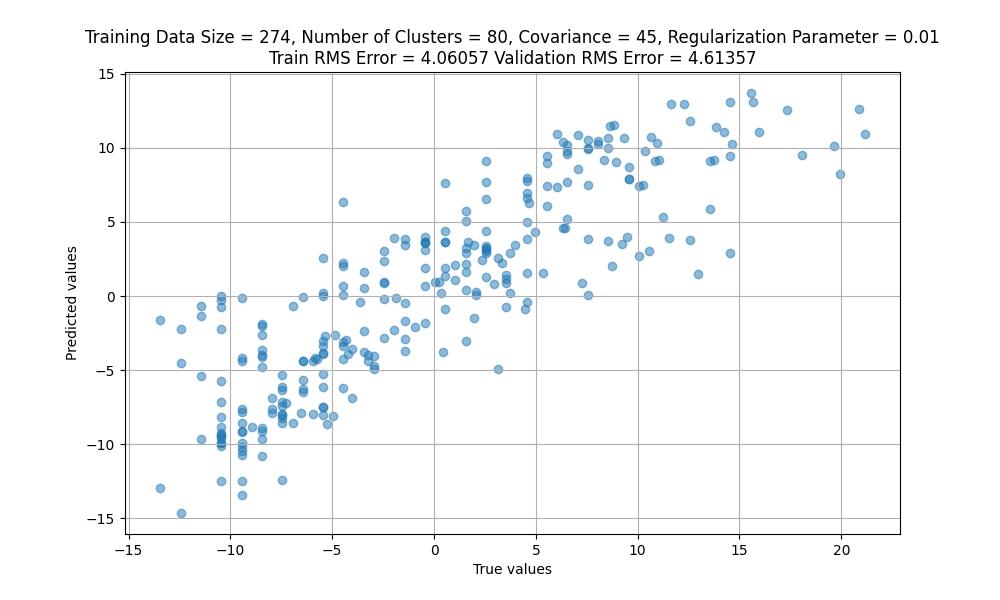 Training Data Size = 274, Number of Clusters = 80, Covariance = 45, Regularization Parameter = 0.01
Train RMS Error = 4.06057 Validation RMS Error = 4.61357
15
10
5
0
−5
−10
−15
Predicted values
−15 −10 −5 0 5 10 15 20
True values